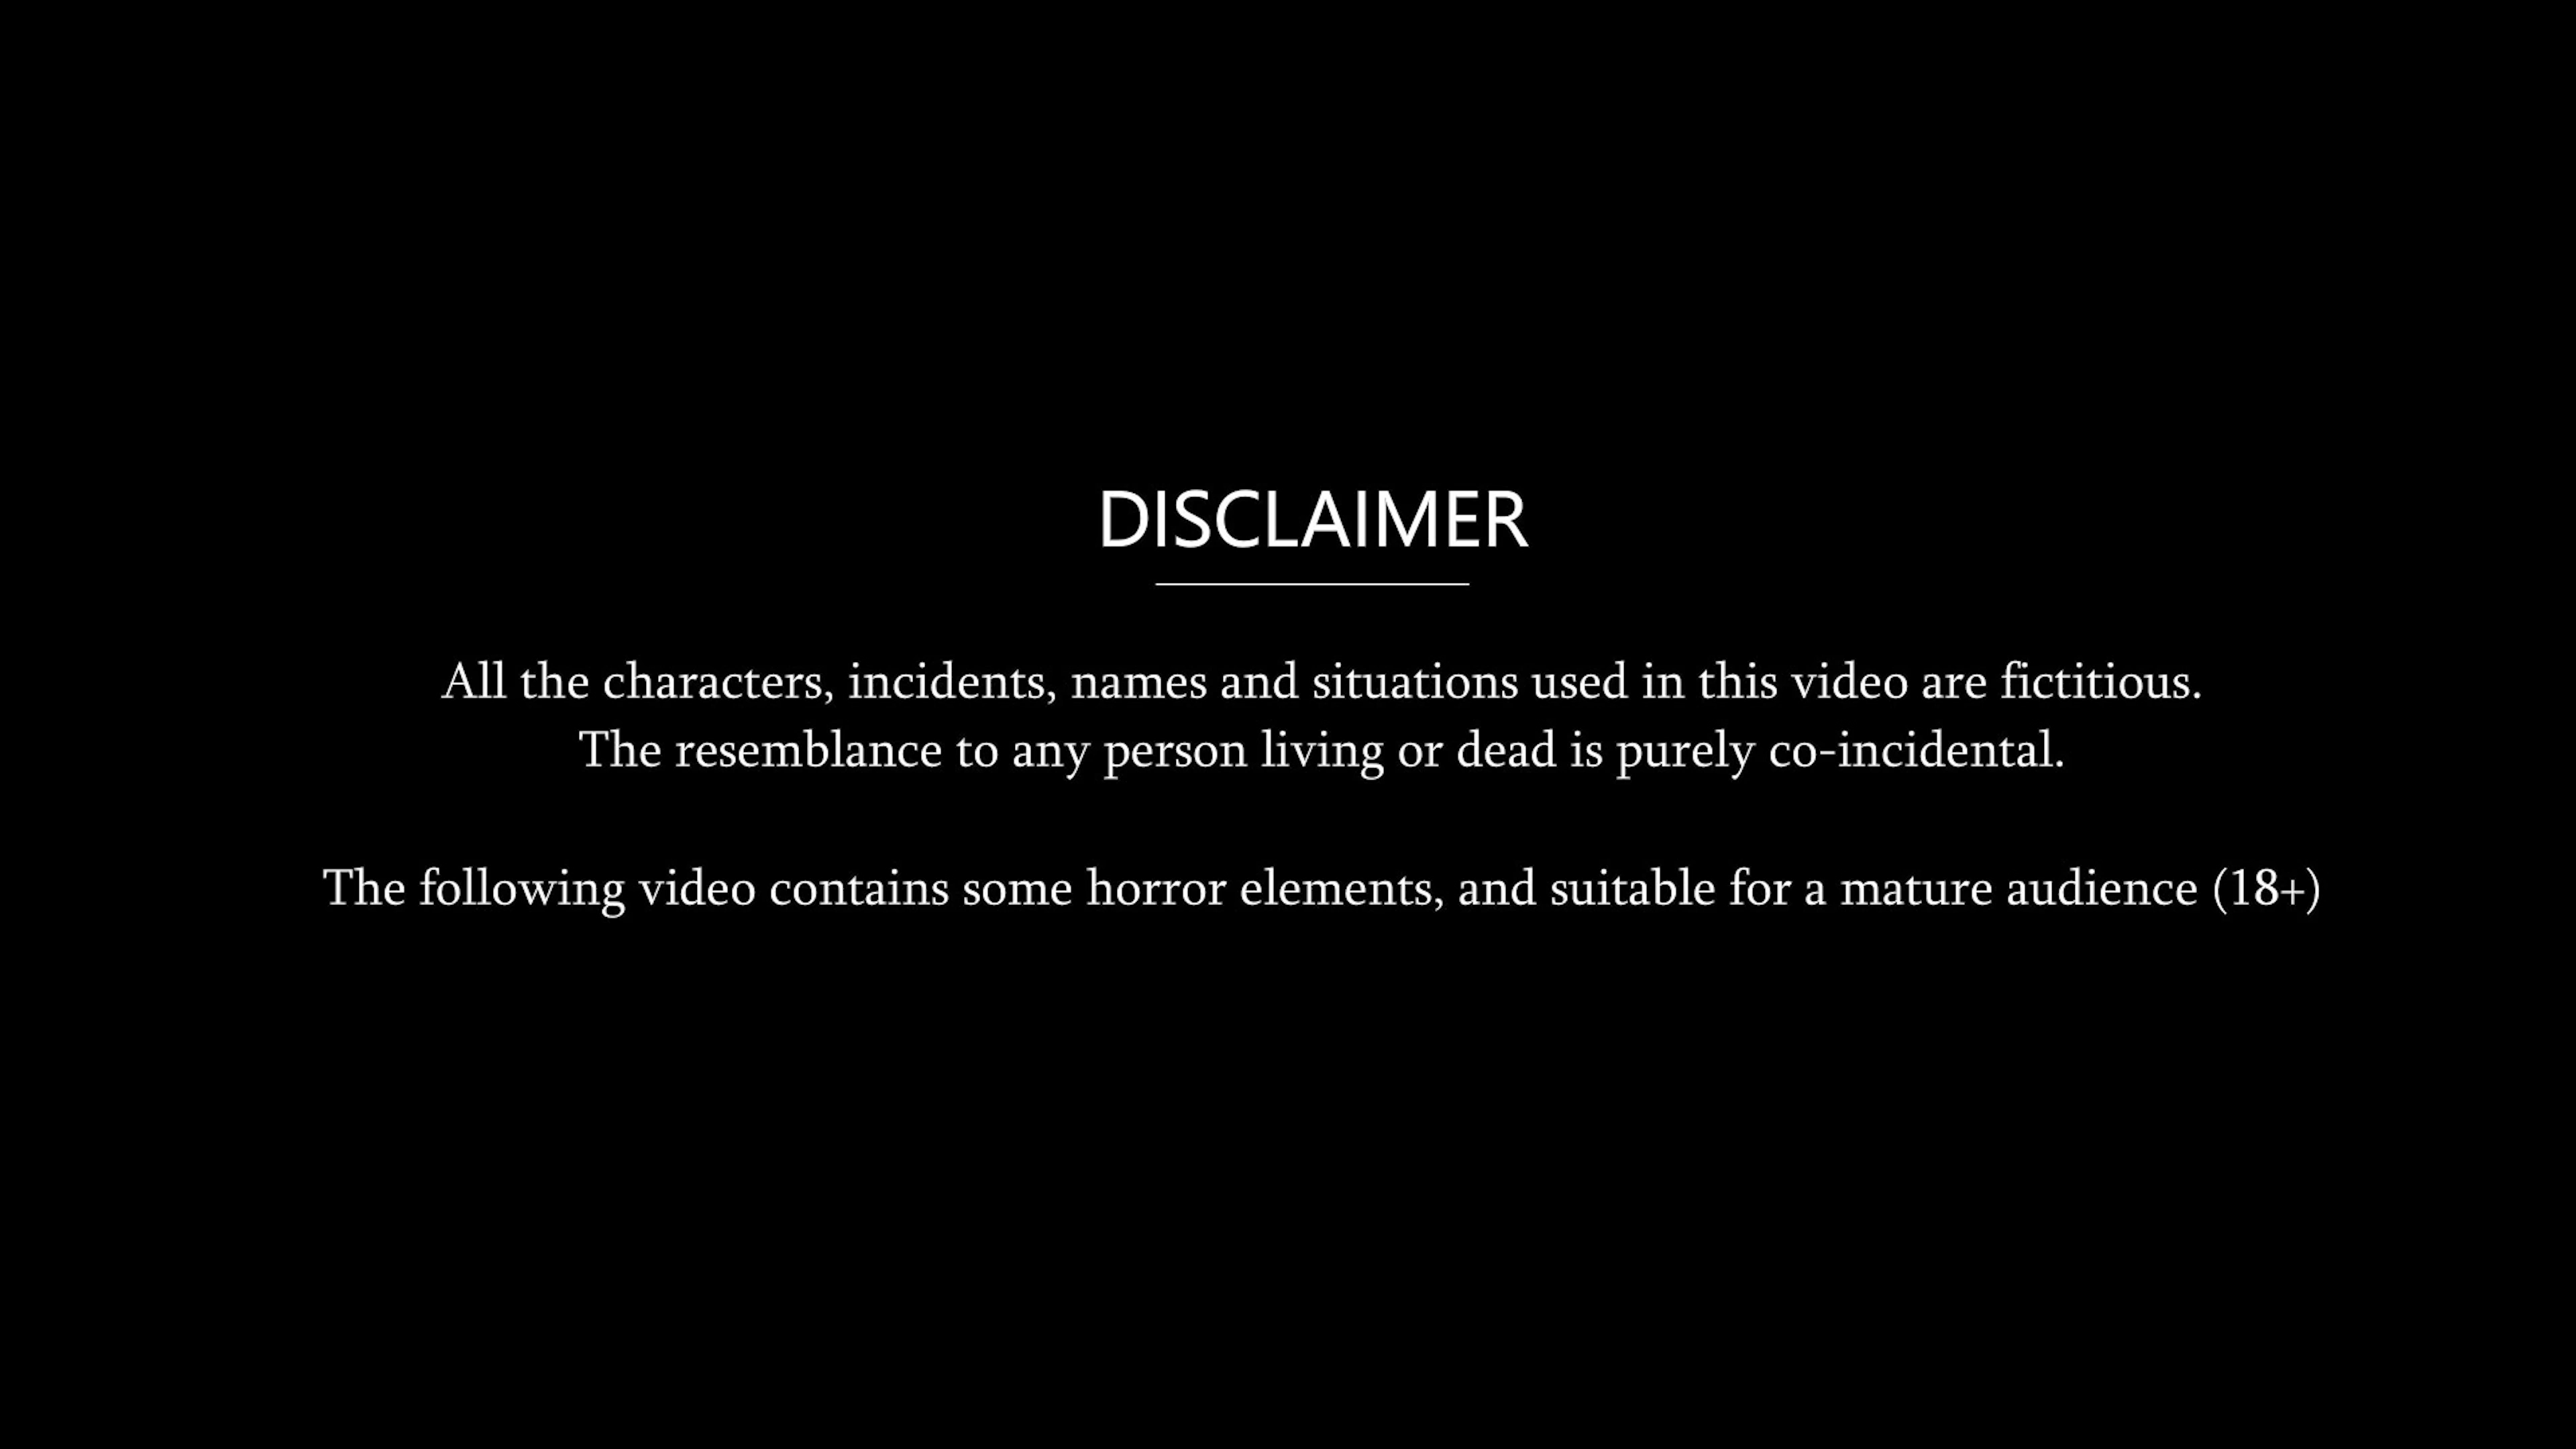 DISCLAIMER
All the characters, incidents, names and situations used in this video are fictitious.
The resemblance to any person living or dead is purely co-incidental.
The following video contains some horror elements, and suitable for a mature audience (18+)